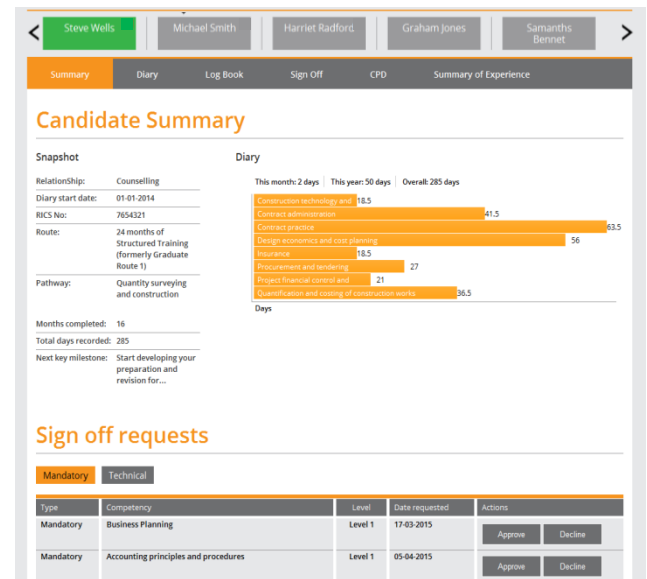 Steve Wells
Michael Smith
Harriet Radford
Graham Jones
Samanths
Bennet
Summary Diary Log Book Sign Off CPD Summary of Experience
Candidate Summary
Snapshot
RelationShip: Counselling
Diary start date: 01-01-2014
RICS No: 7654321
Route: 24 months of
Structured Training
(formerly Graduate
Route 1)
Pathway: Quantity surveying
and construction
Months completed: 16
Total days recorded: 285
Next key milestone: Start developing your
preparation and
revision for...
Diary
This month: 2 days This year: 50 days Overall: 285 days
Construction technology and 18.5
Contract administration 41.5
Contract practice 63.5
Design economics and cost planning 56
Insurance 18.5
Procurement and tendering 27
Project financial control and 21
Quantification and costing of construction works 36.5
Days
Sign off requests
Mandatory Technical
Type Competency Level Date requested Actions
Mandatory Business Planning Level 1 17-03-2015 Approve Decline
Mandatory Accounting principles and procedures Level 1 05-04-2015 Approve Decline